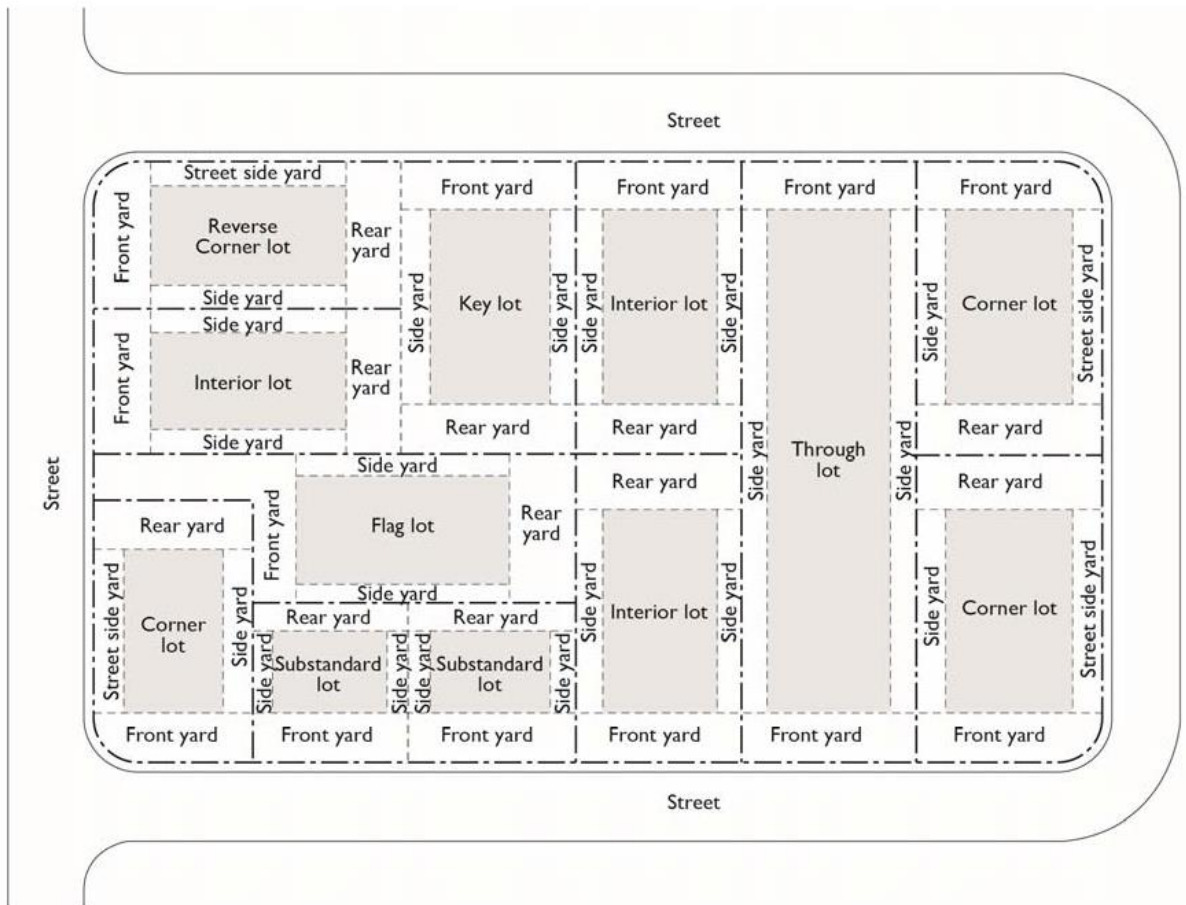 Street
Street side yard
Front yard
Reverse
Corner lot
Rear
yard
Side yard
Front yard
Side yard
Key lot
Side yard
Rear yard
Front yard
Side yard
Interior lot
Side yard
Rear yard
Front yard
Side yard
Through
lot
Side yard
Front yard
Front yard
Side yard
Corner lot
Street side yard
Rear yard
Side yard
Front yard
Interior lot
Rear
yard
Side yard
Street
Side yard
Front yard
Flag lot
Rear
yard
Side yard
Rear yard
Street side yard
Corner
lot
Side yard
Front yard
Rear yard
Side yard
Substandard
lot
Side yard
Front yard
Rear yard
Side yard
Substandard
lot
Side yard
Front yard
Rear yard
Side yard
Interior lot
Side yard
Front yard
Rear yard
Side yard
Corner lot
Street side yard
Front yard
Street